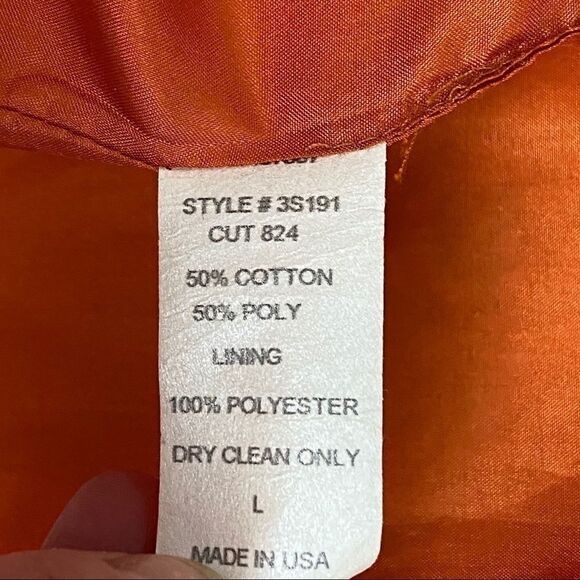 STYLE # 3S191
CUT 824
50% COTTON
50% POLY
LINING
100% POLYESTER
DRY CLEAN ONLY
L
MADE IN USA